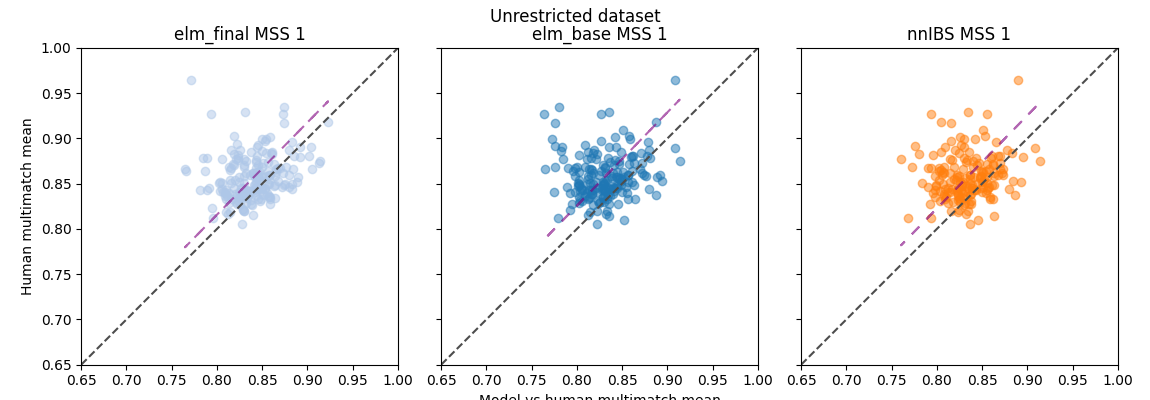 Unrestricted dataset
elm_final MSS 1
elm_base MSS 1
nnIBS MSS 1
Human multimatch mean
1.00
0.95
0.90
0.85
0.80
0.75
0.70
0.65
0.65 0.70 0.75 0.80 0.85 0.90 0.95 1.00
0.65 0.70 0.75 0.80 0.85 0.90 0.95 1.00
0.65 0.70 0.75 0.80 0.85 0.90 0.95 1.00
Model vs human multimatch mean